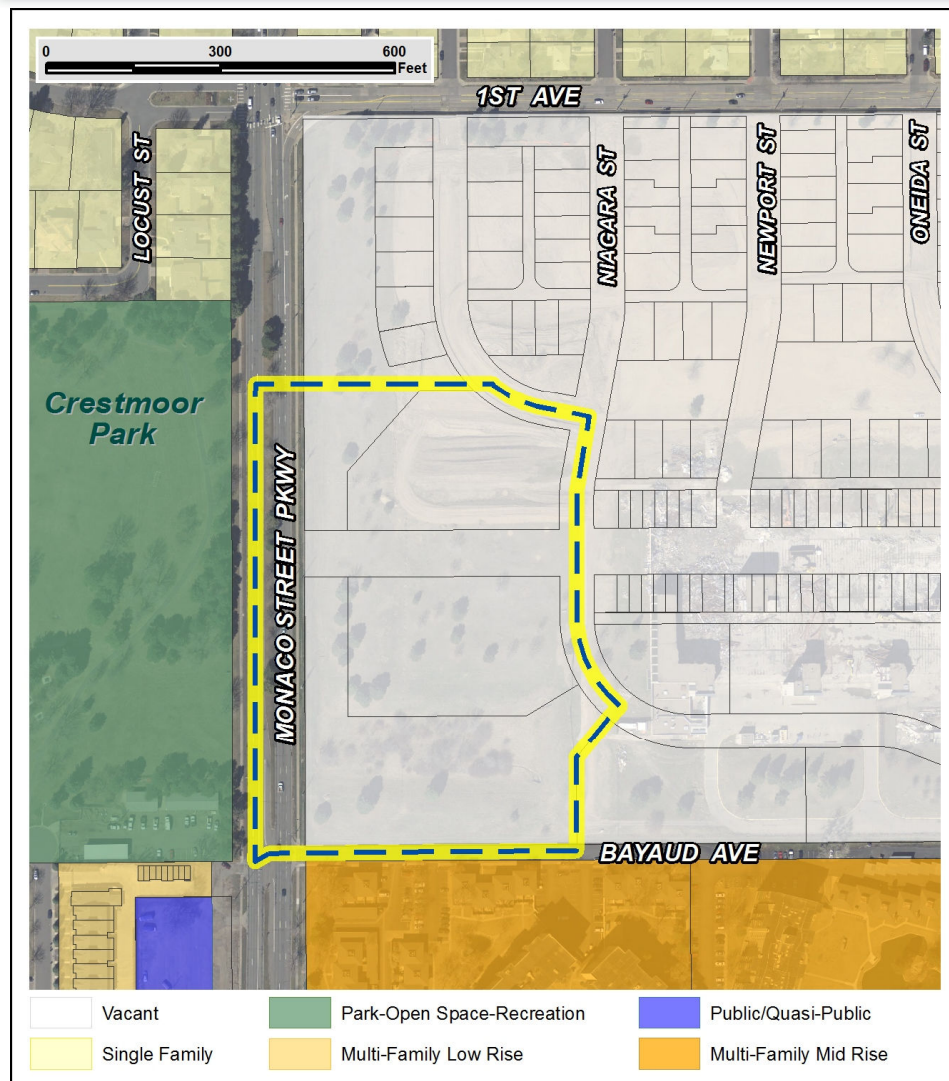 0 300 600
Feet
1ST AVE
LOCUST ST
NIAGARA ST
NEWPORT ST
ONEIDA ST
Crestmoor
Park
MONACO STREET PKWY
BAYAUD AVE
Vacant
Park-Open Space-Recreation
Public/Quasi-Public
Single Family
Multi-Family Low Rise
Multi-Family Mid Rise